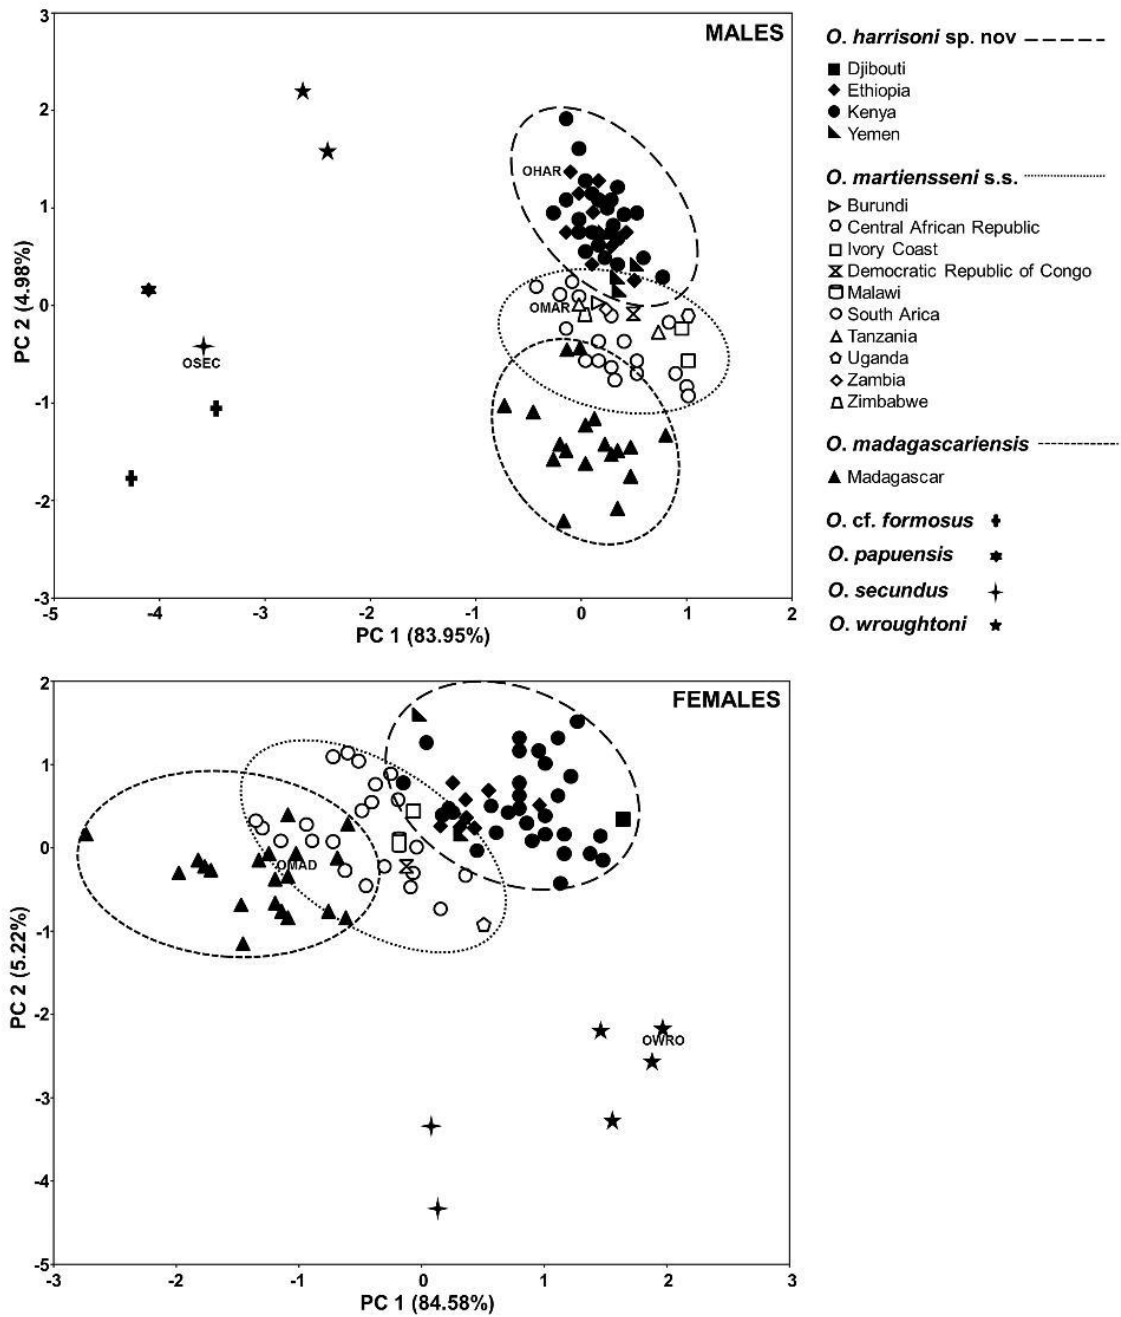 MALES
3
2
1
0
-1
-2
-3
PC 2 (4.98%)
OHAR
OMAR
OSEC
-5
-4
-3
-2
-1
0
1
2
PC 1 (83.95%)
O. harrisoni sp. nov
Djibouti
Ethiopia
Kenya
Yemen
O. martiensseni s.s.
Burundi
Central African Republic
Ivory Coast
Democratic Republic of Congo
Malawi
South Arica
Tanzania
Uganda
Zambia
Zimbabwe
O. madagascariensis
Madagascar
O. cf. formosus
O. papuensis
O. secundus
O. wroughtoni
FEMALES
2
1
0
-1
-2
-3
-4
-5
PC 2 (5.22%)
OMAD
OWRO
-3
-2
-1
0
1
2
3
PC 1 (84.58%)